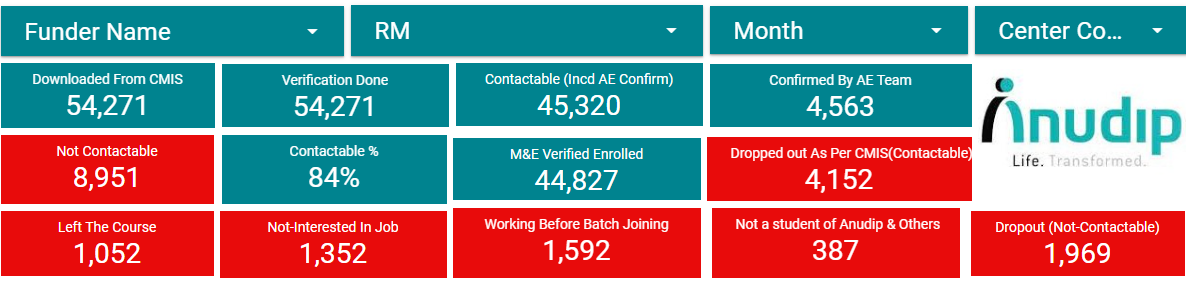 Funder Name
RM
Month
Center Co...
Downloaded From CMIS
54,271
Verification Done
54,271
Contactable (Incd AE Confirm)
45,320
Confirmed By AE Team
4,563
anudip
Life. Transformed.
Not Contactable
8,951
Contactable %
84%
M&E Verified Enrolled
44,827
Dropped out As Per CMIS(Contactable)
4,152
Left The Course
1,052
Not-Interested In Job
1,352
Working Before Batch Joining
1,592
Not a student of Anudip & Others
387
Dropout (Not-Contactable)
1,969